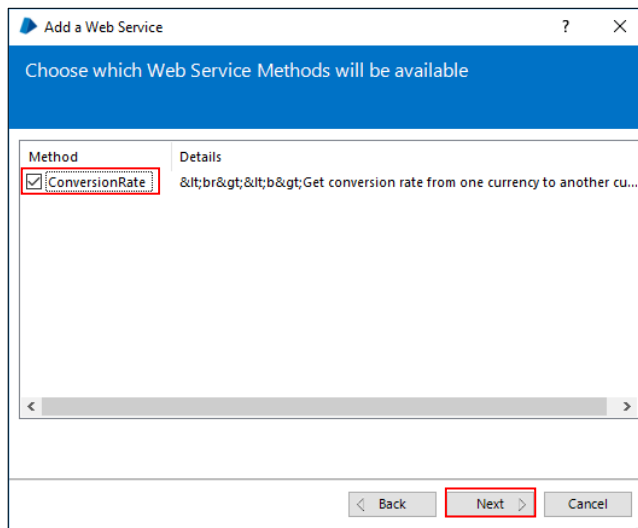 Add a Web Service
?
Choose which Web Service Methods will be available
Method Details
ConversionRate &lt;br&gt;&lt;b&gt;Get conversion rate from one currency to another cu...
Back Next Cancel